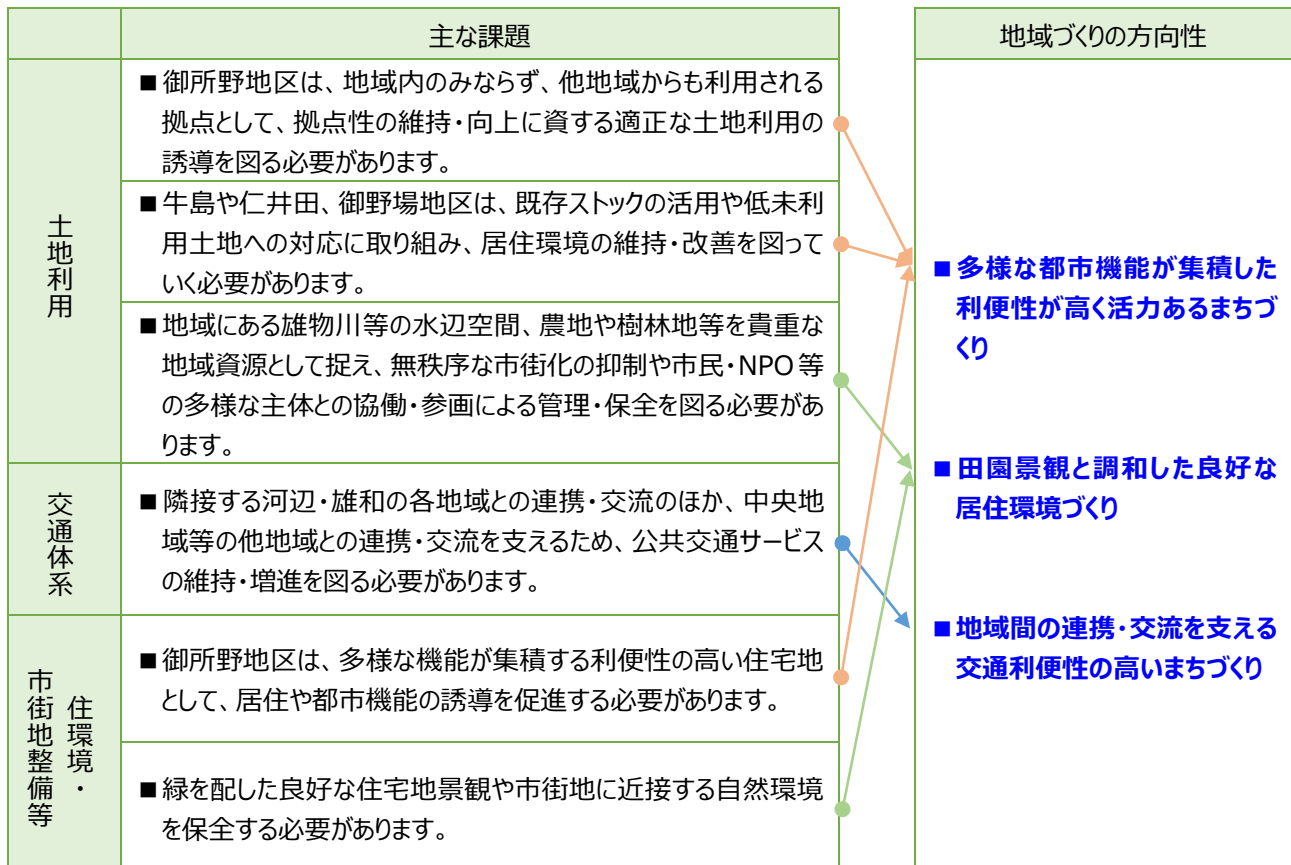 主な課題
土地利用
■御所野地区は、地域内のみならず、他地域からも利用される
拠点として、拠点性の維持・向上に資する適正な土地利用の
誘導を図る必要があります。
■牛島や仁井田、御野場地区は、既存ストックの活用や低未利
用土地への対応に取り組み、居住環境の維持・改善を図って
いく必要があります。
■地域にある雄物川等の水辺空間、農地や樹林地等を貴重な
地域資源として捉え、無秩序な市街化の抑制や市民・NPO 等
の多様な主体との協働・参画による管理・保全を図る必要があ
ります。
交通体系
■隣接する河辺・雄和の各地域との連携・交流のほか、中央地
域等の他地域との連携・交流を支えるため、公共交通サービス
の維持・増進を図る必要があります。
住環境・
市街地整備等
■御所野地区は、多様な機能が集積する利便性の高い住宅地
として、居住や都市機能の誘導を促進する必要があります。
■緑を配した良好な住宅地景観や市街地に近接する自然環境
を保全する必要があります。
地域づくりの方向性
■多様な都市機能が集積した
利便性が高く活力あるまちづ
くり
■田園景観と調和した良好な
居住環境づくり
■地域間の連携・交流を支える
交通利便性の高いまちづくり